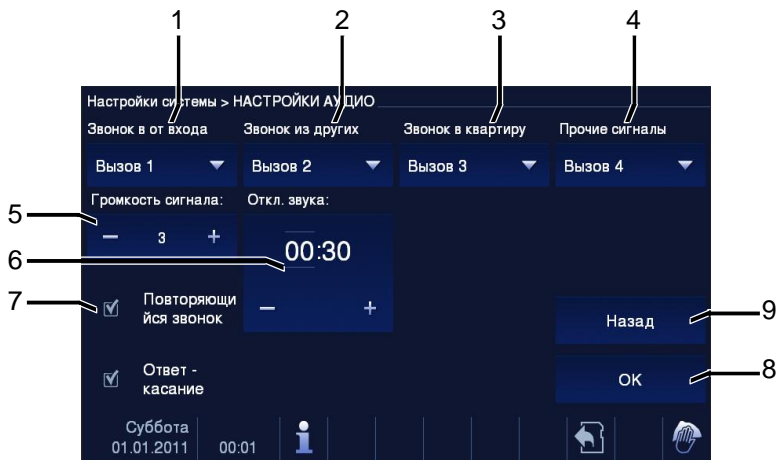 1 2 3 4
Настройки системы > НАСТРОЙКИ АУДИО
Звонок в от входа Звонок из других Звонок в квартиру Прочие сигналы
Вызов 1 Вызов 2 Вызов 3 Вызов 4
Громкость сигнала: Откл. звука:
5
− 3 +
00:30
6
7
Повторяющи
йся звонок
− +
Назад
9
Ответ -
касание
OK
8
Суббота
01.01.2011 00:01